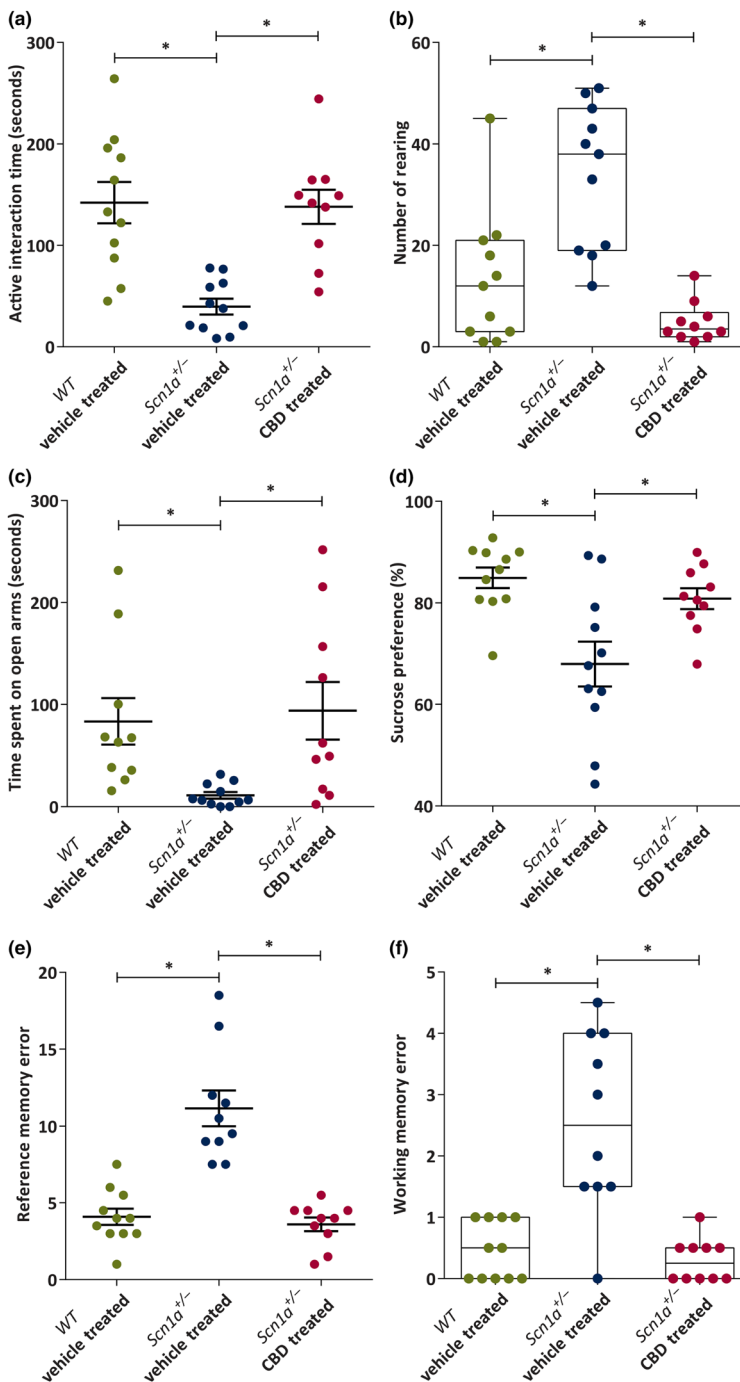 (a)
Active interaction time (seconds)
300
200
100
0
*
*
WT
vehicle treated
Scn1a+/−
vehicle treated
Scn1a+/−
CBD treated
(b)
Number of rearing
60
40
20
0
*
*
WT
vehicle treated
Scn1a+/−
vehicle treated
Scn1a+/−
CBD treated
(c)
Time spent on open arms (seconds)
300
200
100
0
*
*
WT
vehicle treated
Scn1a+/−
vehicle treated
Scn1a+/−
CBD treated
(d)
Sucrose preference (%)
100
80
60
40
*
*
WT
vehicle treated
Scn1a+/−
vehicle treated
Scn1a+/−
CBD treated
(e)
Reference memory error
20
15
10
5
0
*
*
WT
vehicle treated
Scn1a+/−
vehicle treated
Scn1a+/−
CBD treated
(f)
Working memory error
5
4
3
2
1
0
*
*
WT
vehicle treated
Scn1a+/−
vehicle treated
Scn1a+/−
CBD treated